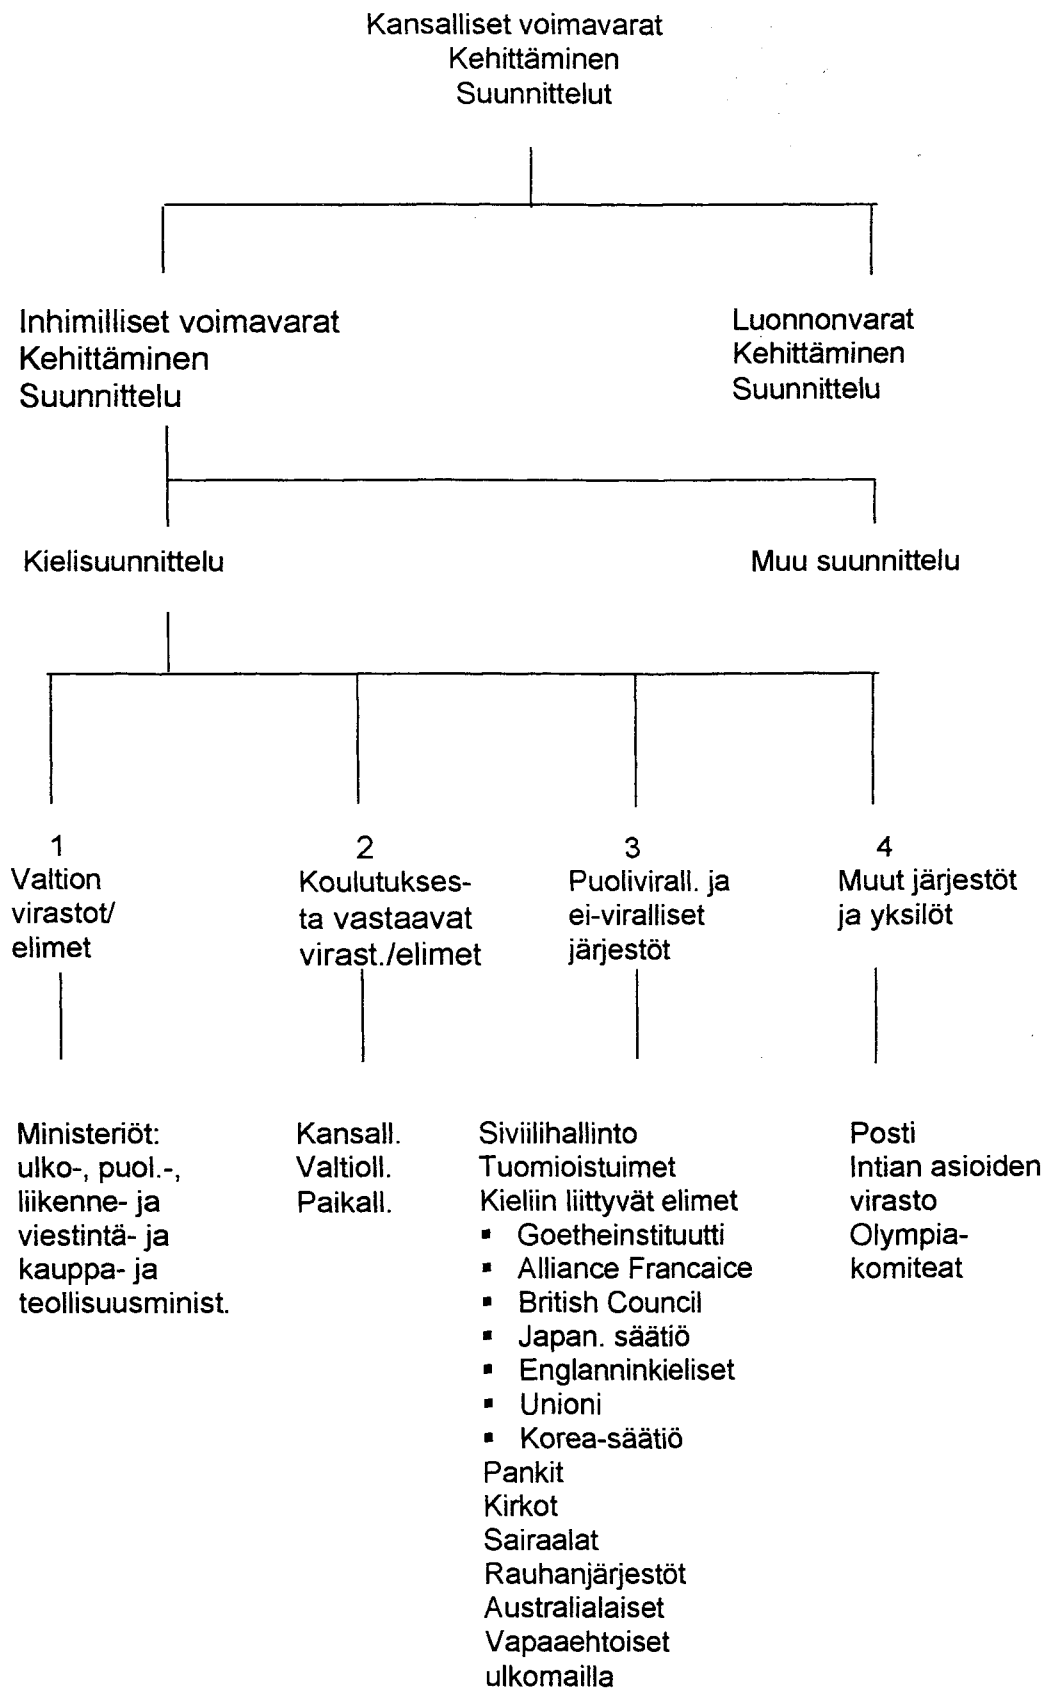 Kansalliset voimavarat
Kehittäminen
Suunnittelut
Inhimilliset voimavarat
Kehittäminen
Suunnittelu
Luonnonvarat
Kehittäminen
Suunnittelu
Kielisuunnittelu
Muu suunnittelu
1
Valtion
virastot/
elimet
2
Koulutukses-
ta vastaavat
virast./elimet
3
Puolivirall. ja
ei-viralliset
järjestöt
4
Muut järjestöt
ja yksilöt
Ministeriöt:
ulko-, puol.-,
liikenne- ja
viestintä- ja
kauppa- ja
teollisuusminist.
Kansall.
Valtioll.
Paikall.
Siviilihallinto
Tuomioistuimet
Kieliin liittyvät elimet
▪ Goetheinstituutti
▪ Alliance Francaice
▪ British Council
▪ Japan. säätiö
▪ Englanninkieliset
▪ Unioni
▪ Korea-säätiö
Pankit
Kirkot
Sairaalat
Rauhanjärjestöt
Australialaiset
Vapaaehtoiset
ulkomailla
Posti
Intian asioiden
virasto
Olympia-
komiteat